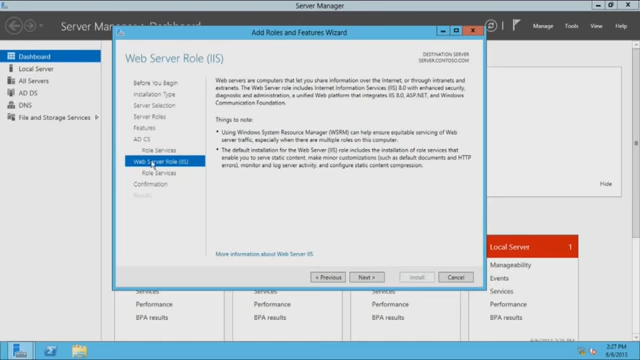 Server Manager
Server Manager • Dashboard
Manage Tools View Help
Dashboard
Local Server
All Servers
AD DS
DNS
File and Storage Services
Add Roles and Features Wizard
Web Server Role (IIS)
DESTINATION SERVER
SERVER.CONTOSO.COM
Before You Begin
Installation Type
Server Selection
Server Roles
Features
AD CS
Role Services
Web Server Role (IIS)
Role Services
Confirmation
Results
Web servers are computers that let you share information over the Internet, or through intranets and
extranets. The Web Server role includes Internet Information Services (IIS) 8.0 with enhanced security,
diagnostic and administration, a unified Web platform that integrates IIS 8.0, ASP.NET, and Windows
Communication Foundation.
Things to note:
• Using Windows System Resource Manager (WSRM) can help ensure equitable servicing of Web
server traffic, especially when there are multiple roles on this computer.
• The default installation for the Web Server (IIS) role includes the installation of role services that
enable you to serve static content, make minor customizations (such as default documents and HTTP
errors), monitor and log server activity, and configure static content compression.
More information about Web Server IIS
< Previous Next > Install Cancel
Hide
Local Server 1
Manageability
Events
Services
Performance
BPA results
Services
Performance
BPA results
Services
Performance
BPA results
Performance
BPA results
2:27 PM